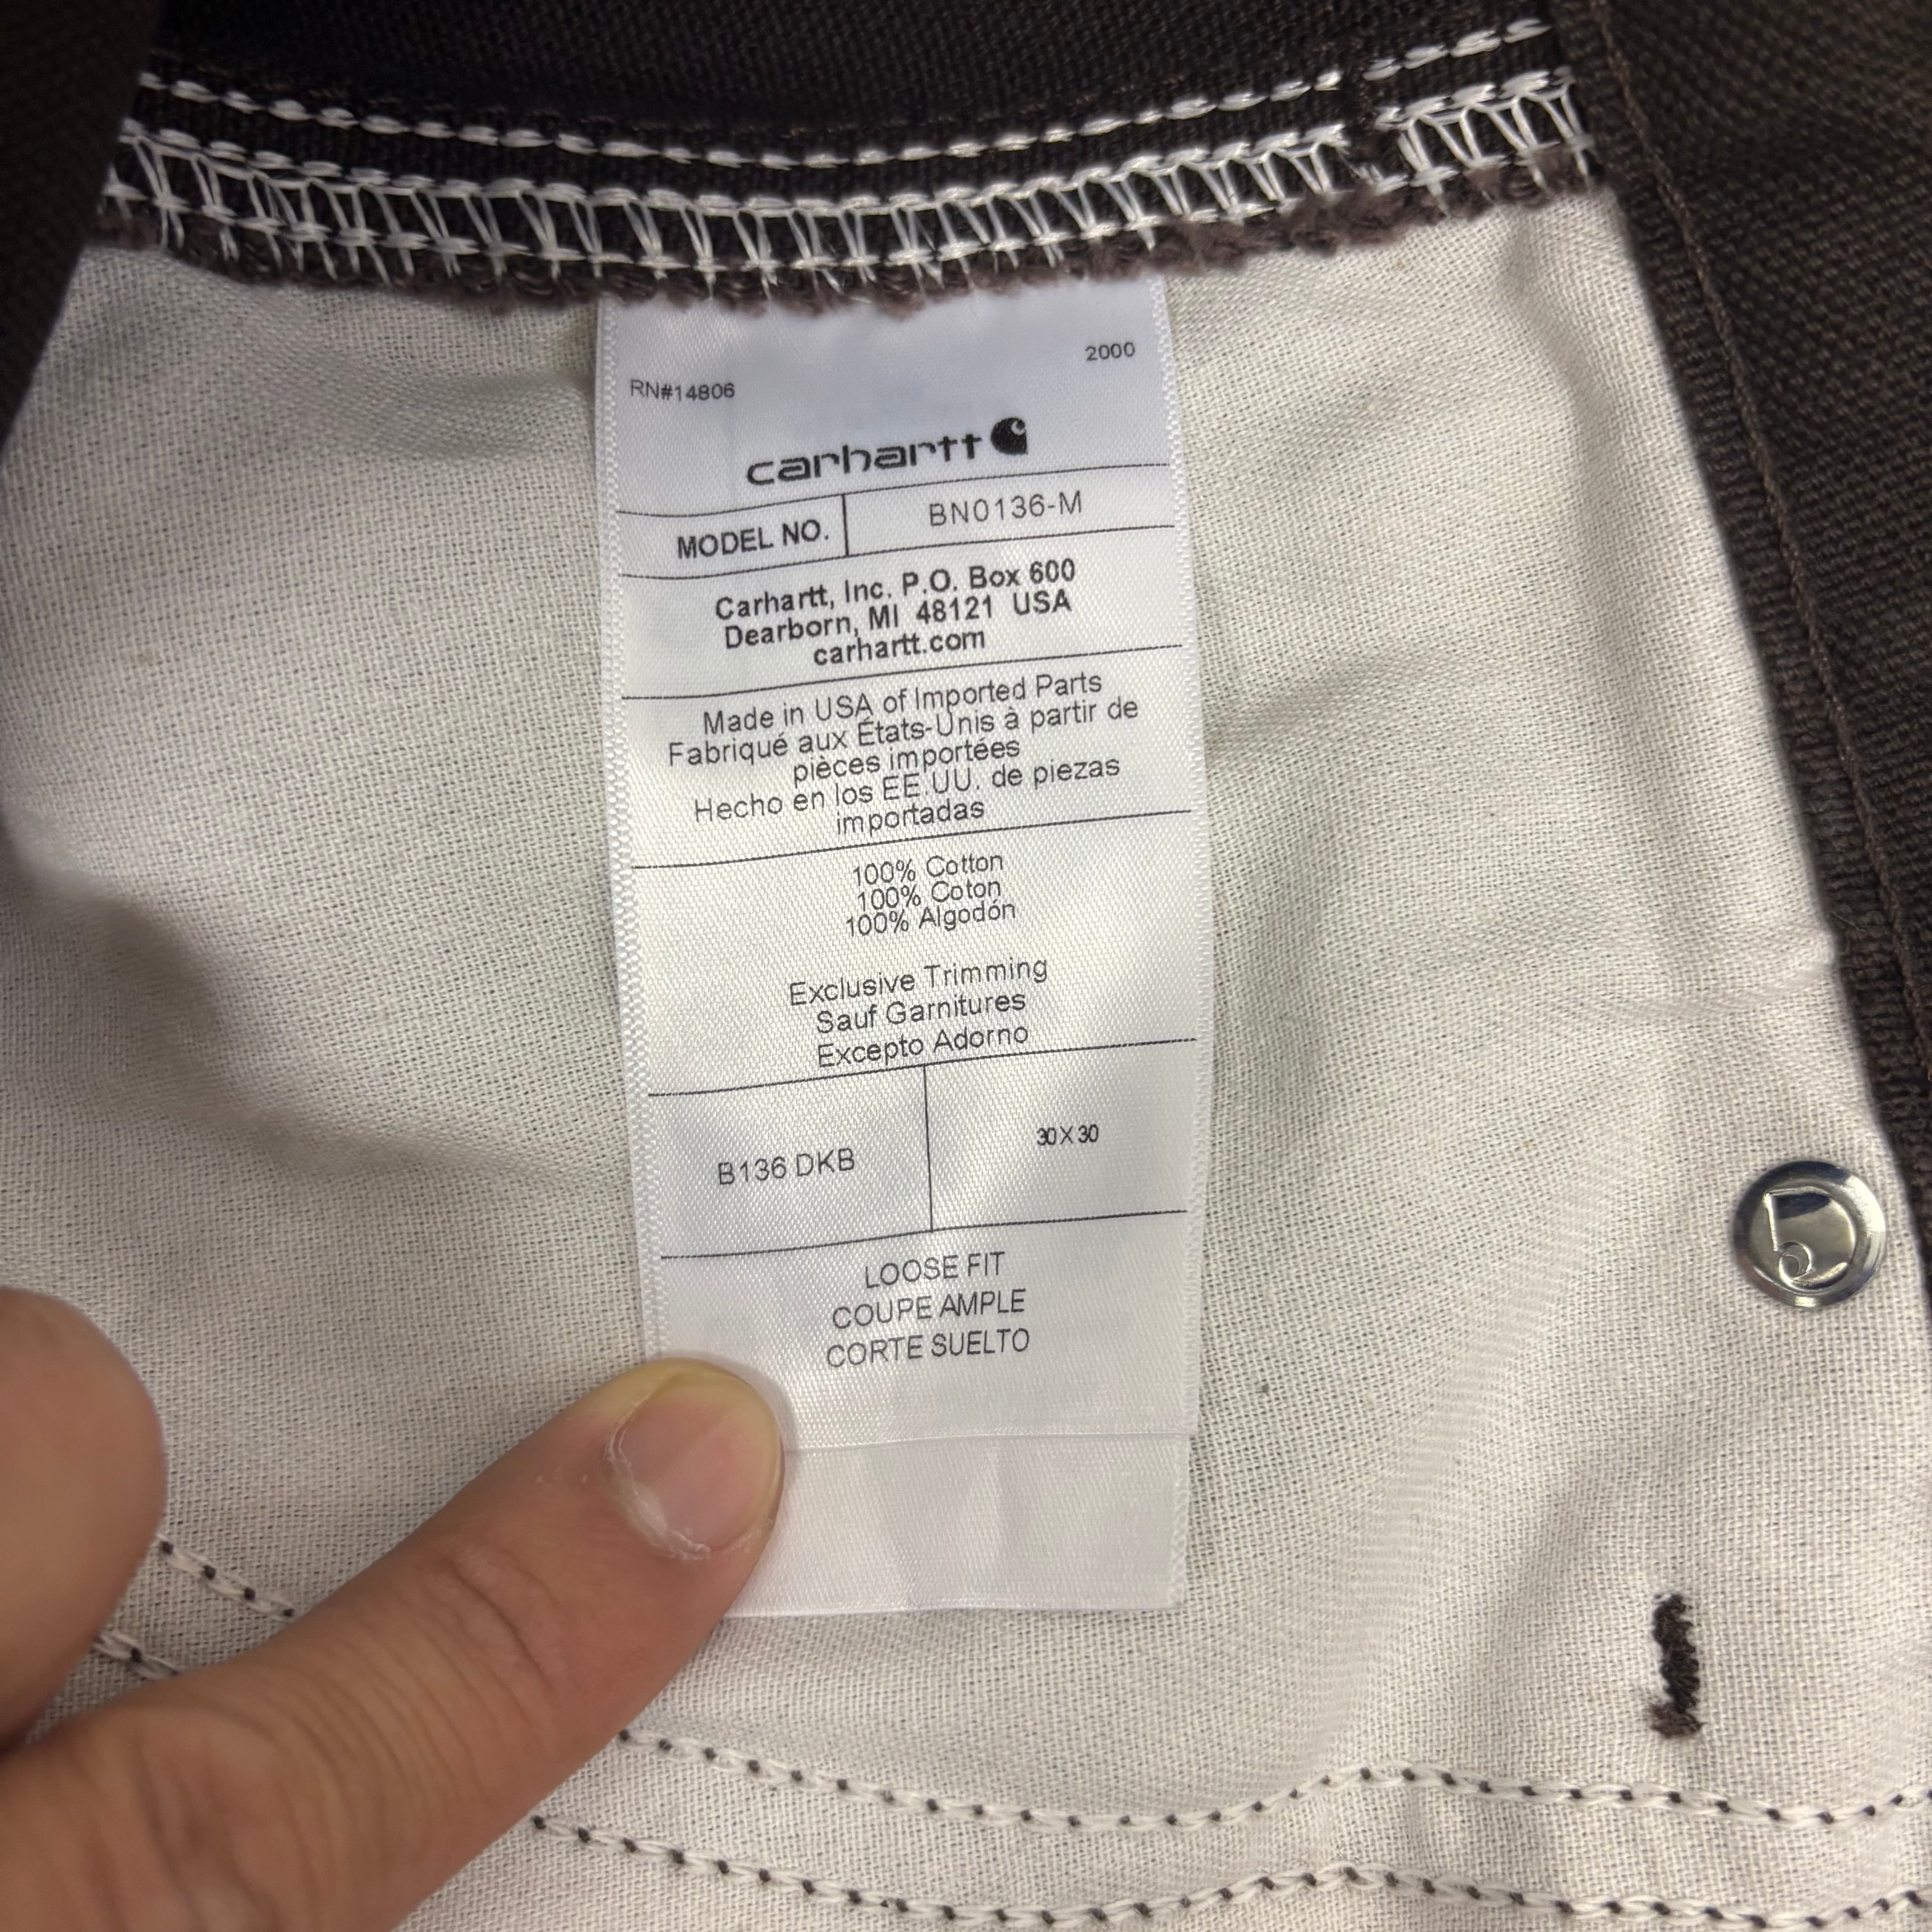 2000
RN#14806
carhartt
MODEL NO. BN0136-M
Carhartt, Inc. P.O. Box 600
Dearborn, MI 48121 USA
carhartt.com
Made in USA of Imported Parts
Fabriqué aux États-Unis à partir de
pièces importées
Hecho en los EE.UU. de piezas
importadas
100% Cotton
100% Coton
100% Algodón
Exclusive Trimming
Sauf Garnitures
Excepto Adorno
B136 DKB 30X30
LOOSE FIT
COUPE AMPLE
CORTE SUELTO